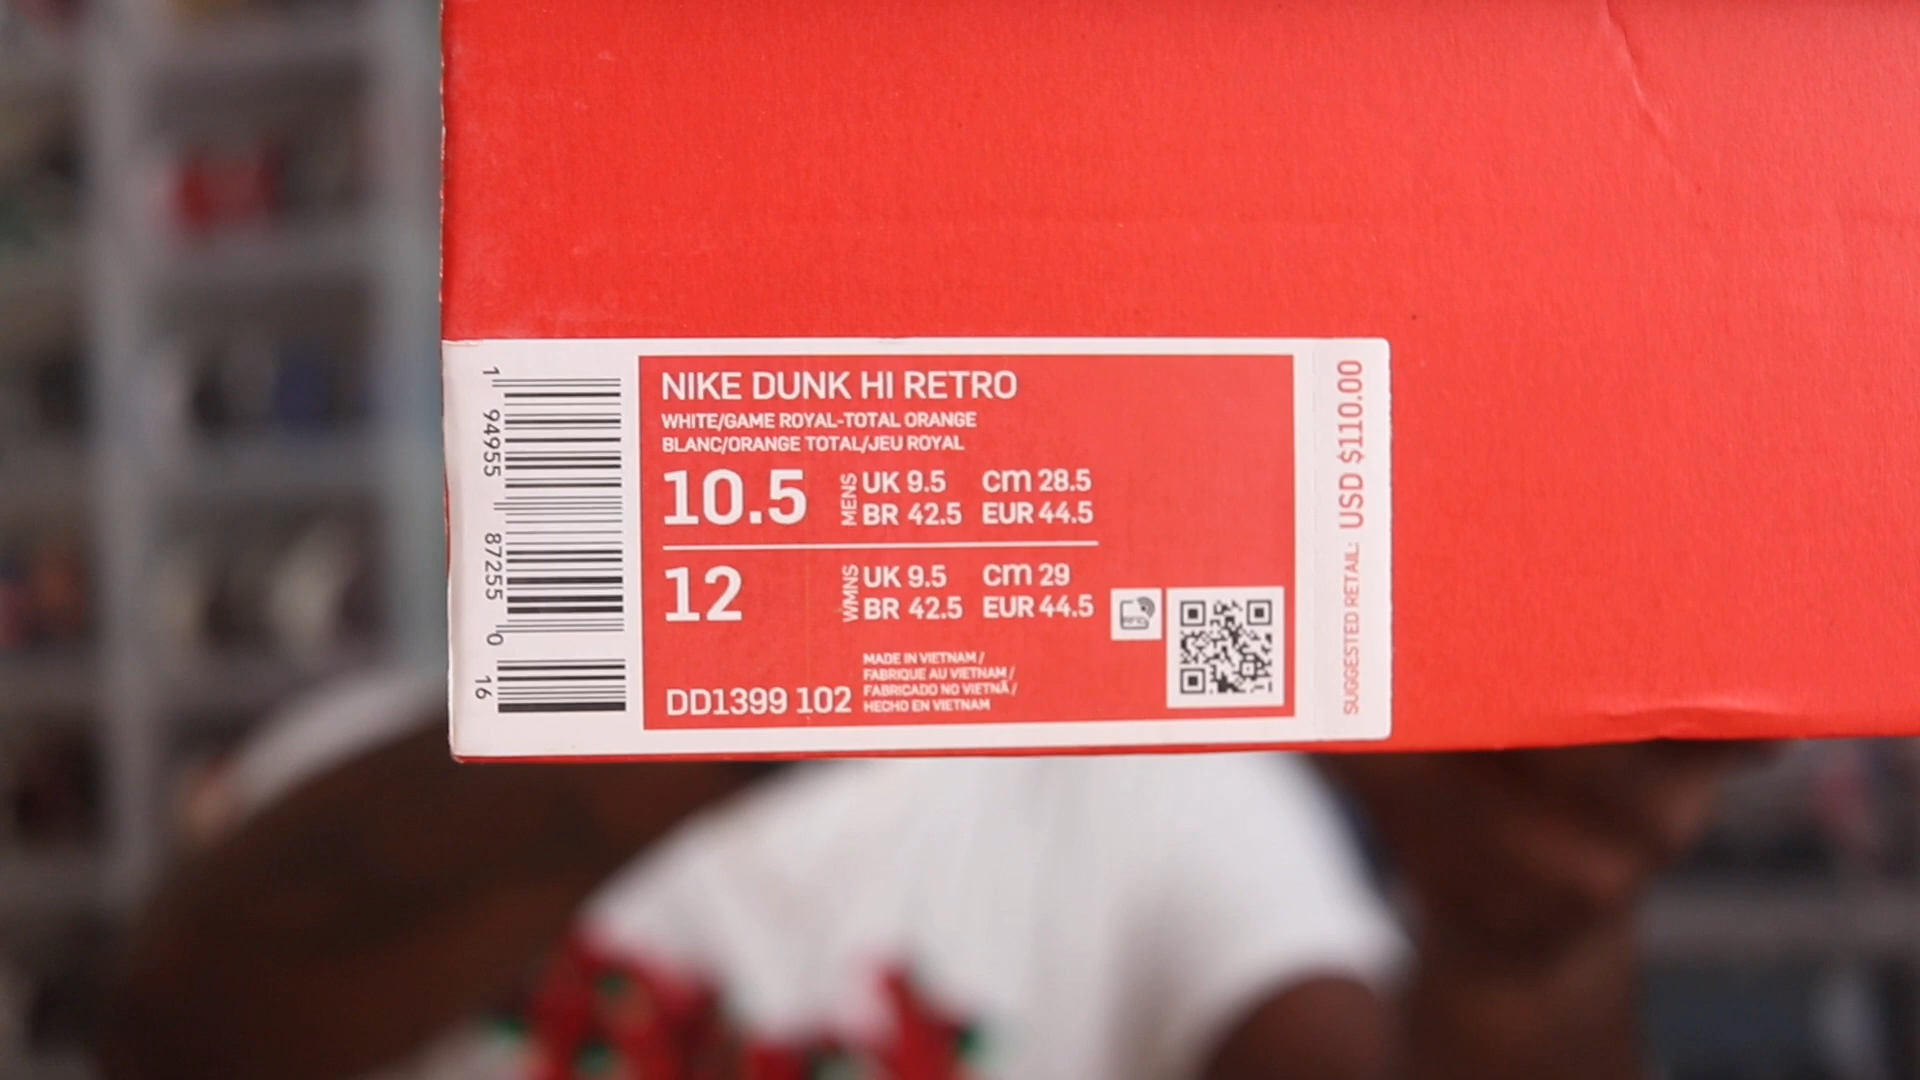 NIKE DUNK HI RETRO
WHITE/GAME ROYAL-TOTAL ORANGE
BLANC/ORANGE TOTAL/JEU ROYAL
10.5 MENS UK 9.5 CM 28.5
BR 42.5 EUR 44.5
12 WMNS UK 9.5 CM 29
BR 42.5 EUR 44.5
MADE IN VIETNAM /
FABRIQUE AU VIETNAM /
FABRICADO NO VIETNÃ /
HECHO EN VIETNAM
DD1399 102
1 94955 87255 0 16
SUGGESTED RETAIL: USD $110.00